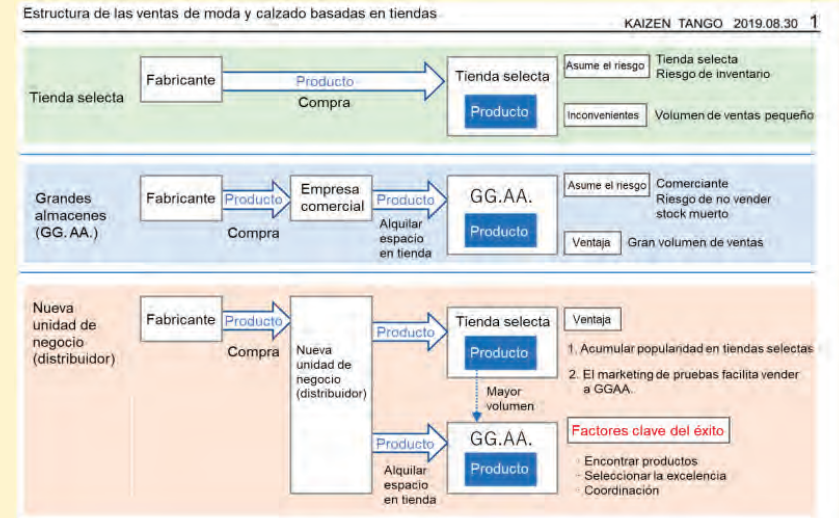 Estructura de las ventas de moda y calzado basadas en tiendas
KAIZEN TANGO 2019.08.30 1
Tienda selecta
Fabricante
Producto
Compra
Tienda selecta
Producto
Asume el riesgo
Tienda selecta
Riesgo de inventario
Inconvenientes
Volumen de ventas pequeño
Grandes
almacenes
(GG. AA.)
Fabricante
Producto
Compra
Empresa
comercial
Producto
Alquilar
espacio
en tienda
GG.AA.
Producto
Asume el riesgo
Comerciante
Riesgo de no vender
stock muerto
Ventaja
Gran volumen de ventas
Nueva
unidad de
negocio
(distribuidor)
Fabricante
Producto
Compra
Nueva
unidad de
negocio
(distribuidor)
Producto
Tienda selecta
Producto
Ventaja
1. Acumular popularidad en tiendas selectas
2. El marketing de pruebas facilita vender
a GGAA.
Mayor
volumen
Producto
Alquilar
espacio
en tienda
GG.AA.
Producto
Factores clave del éxito
· Encontrar productos
· Seleccionar la excelencia
· Coordinación